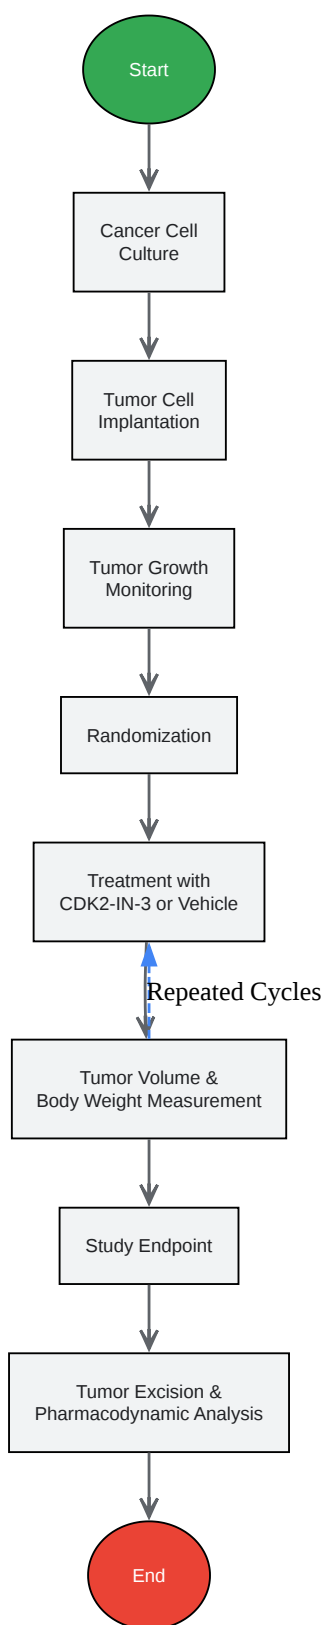 Start
Cancer Cell
Culture
Tumor Cell
Implantation
Tumor Growth
Monitoring
Randomization
Treatment with
CDK2-IN-3 or Vehicle
Repeated Cycles
Tumor Volume &
Body Weight Measurement
Study Endpoint
Tumor Excision &
Pharmacodynamic Analysis
End